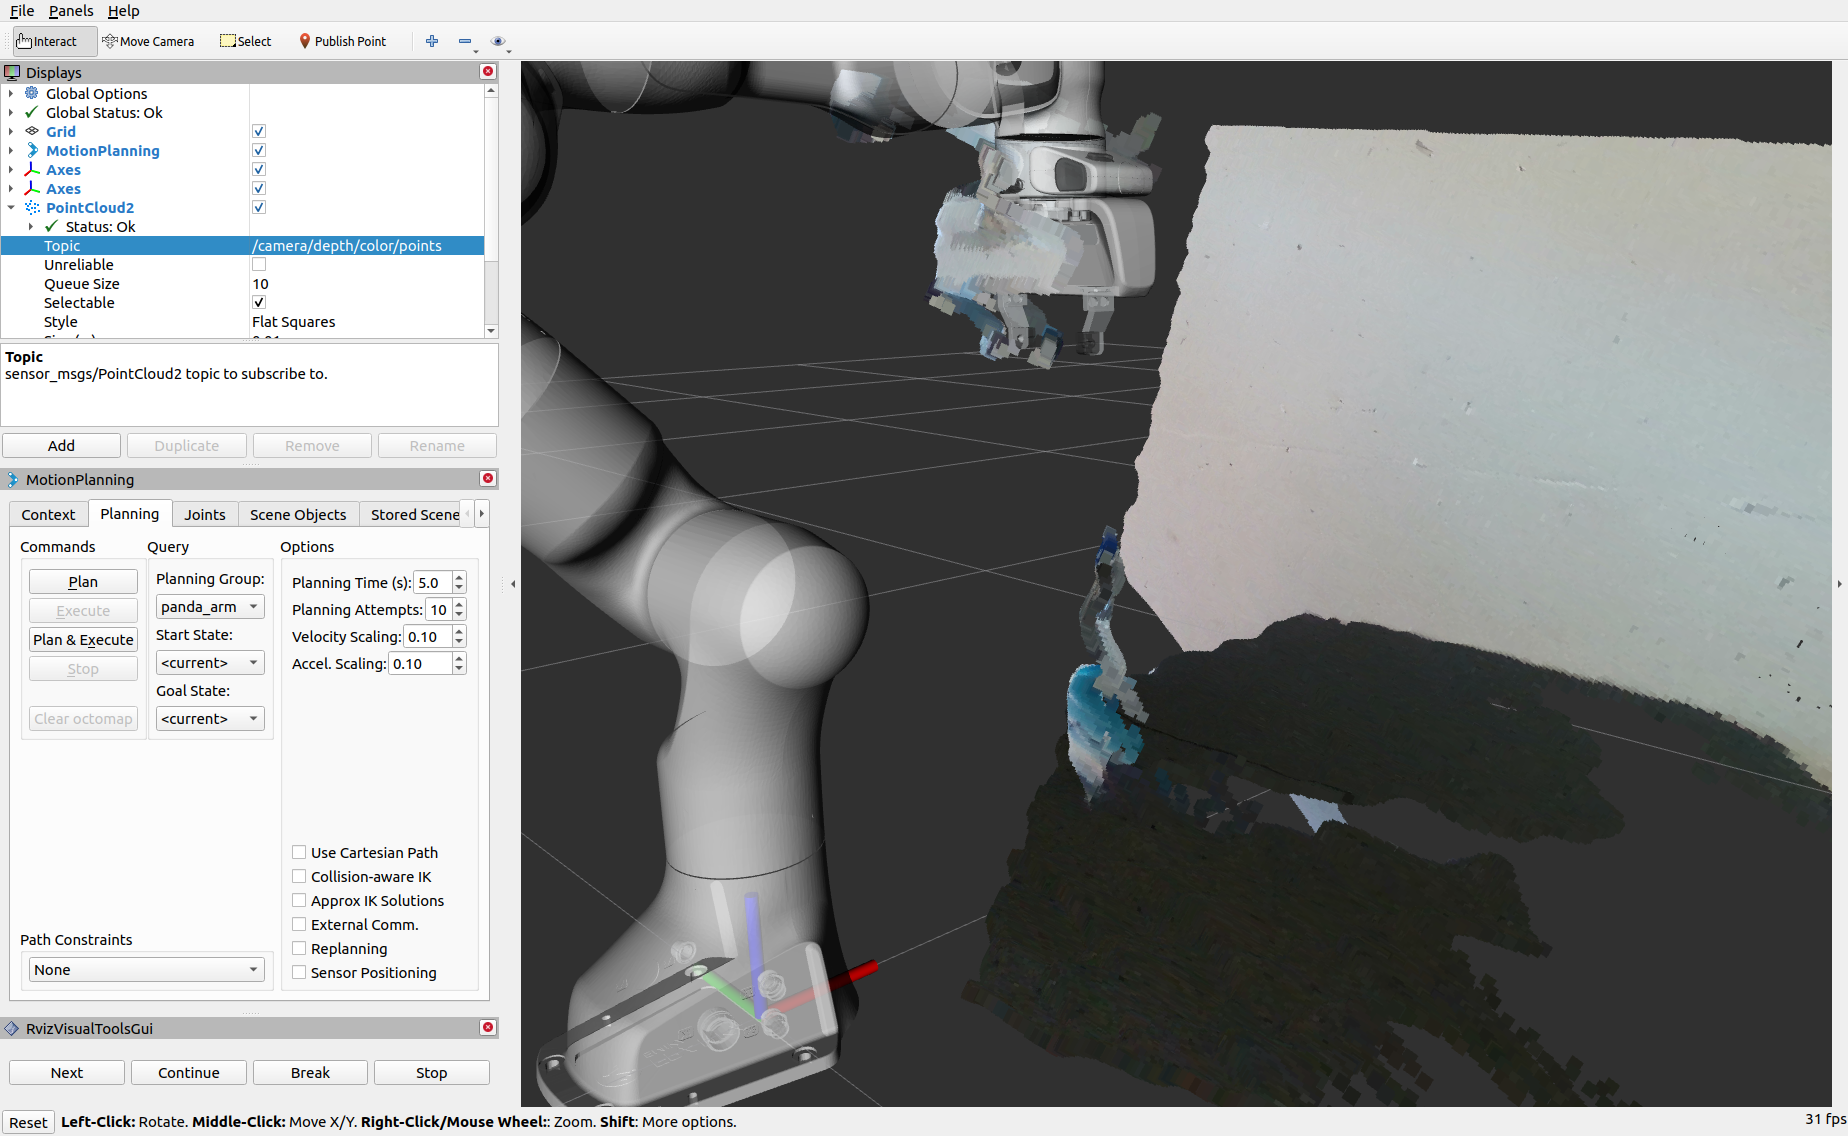 File Panels Help
Interact Move Camera Select Publish Point
Displays
Global Options
Global Status: Ok
Grid
MotionPlanning
Axes
Axes
PointCloud2
Status: Ok
Topic /camera/depth/color/points
Unreliable
Queue Size 10
Selectable
Style Flat Squares
Topic
sensor_msgs/PointCloud2 topic to subscribe to.
Add Duplicate Remove Rename
MotionPlanning
Context Planning Joints Scene Objects Stored Scene
Commands Query Options
Plan
Execute
Plan & Execute
Stop
Clear octomap
Planning Group:
panda_arm
Start State:
<current>
Goal State:
<current>
Planning Time (s): 5.0
Planning Attempts: 10
Velocity Scaling: 0.10
Accel. Scaling: 0.10
Use Cartesian Path
Collision-aware IK
Approx IK Solutions
External Comm.
Replanning
Sensor Positioning
Path Constraints
None
RvizVisualToolsGui
Next Continue Break Stop
Reset Left-Click: Rotate. Middle-Click: Move X/Y. Right-Click/Mouse Wheel:: Zoom. Shift: More options. 31 fps